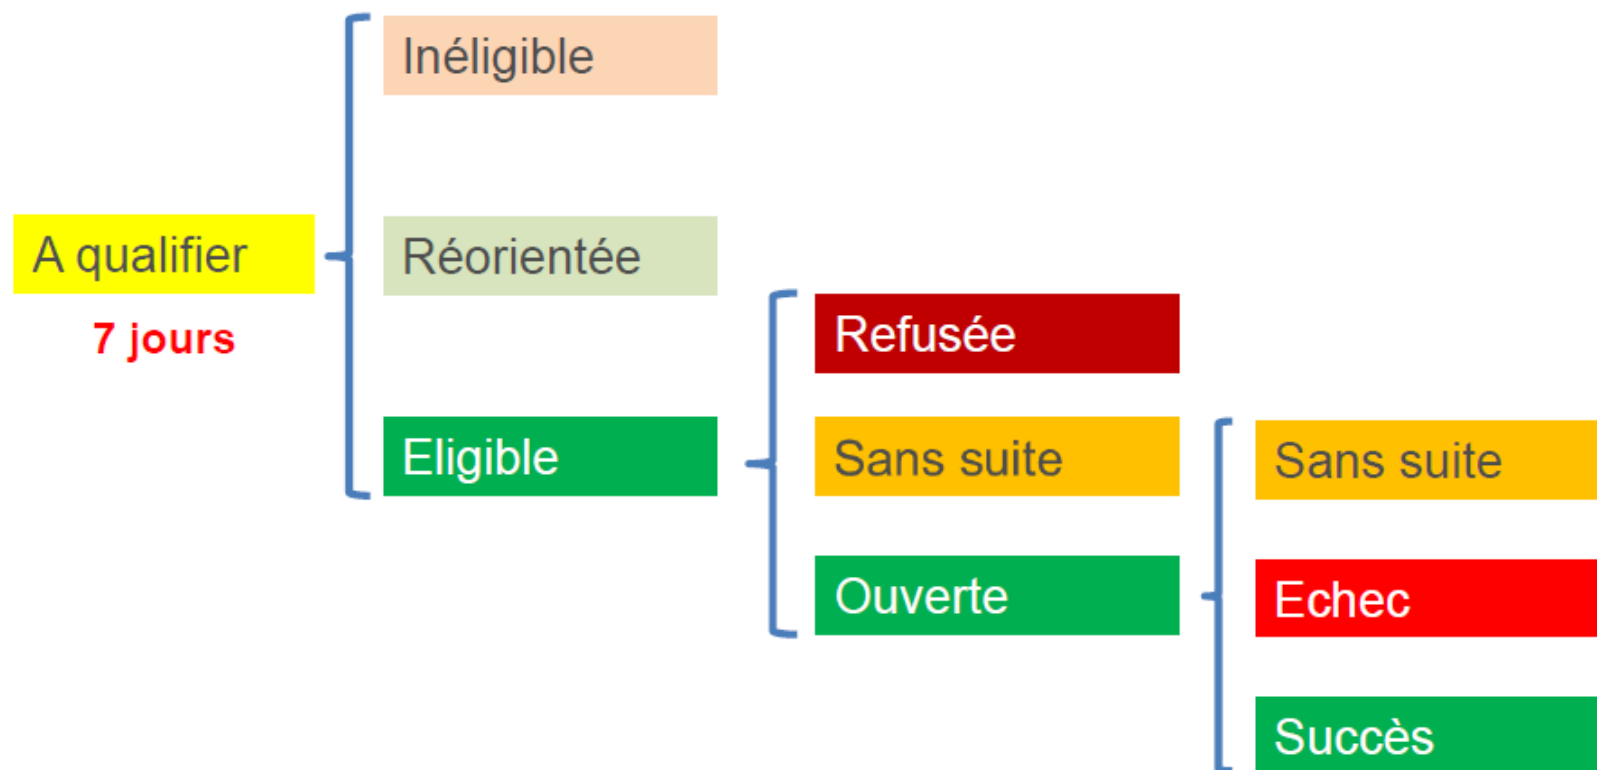 Inéligible
A qualifier
7 jours
Réorientée
Eligible
Refusée
Sans suite
Ouverte
Sans suite
Echec
Succès